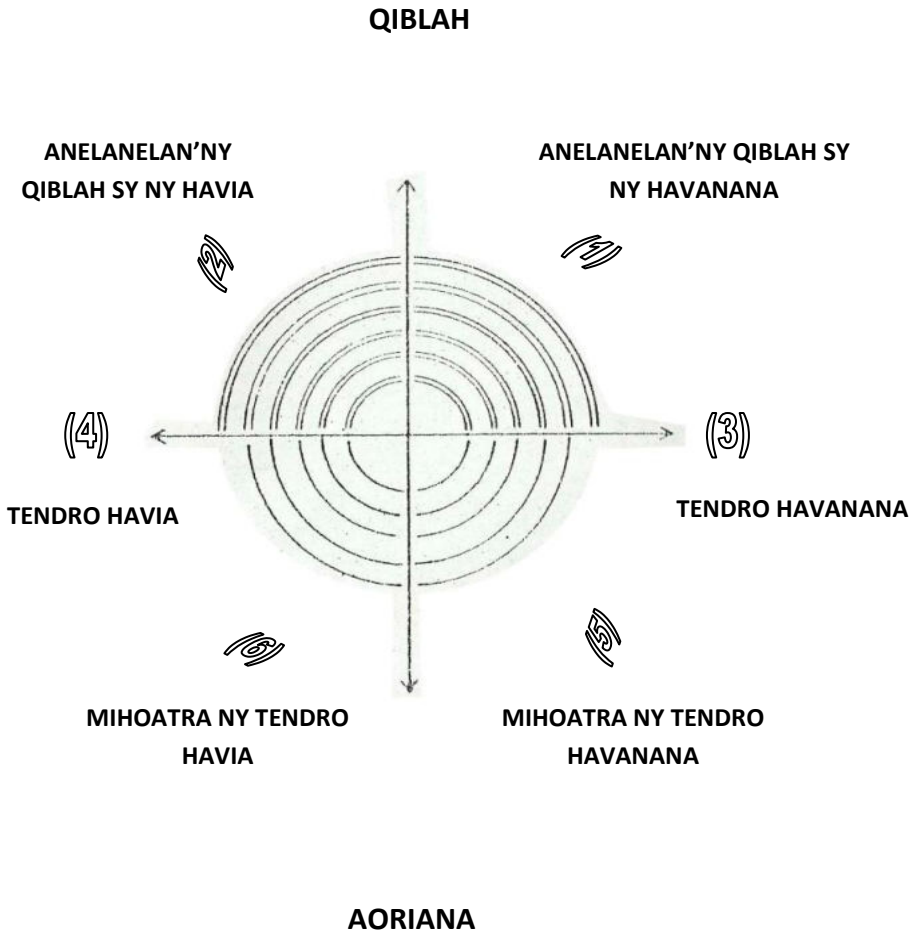 QIBLAH
ANELANELAN’NY
QIBLAH SY NY HAVIA
ANELANELAN’NY QIBLAH SY
NY HAVANANA
(2)
(1)
(4)
(3)
TENDRO HAVIA
TENDRO HAVANANA
(6)
(5)
MIHOATRA NY TENDRO
HAVIA
MIHOATRA NY TENDRO
HAVANANA
AORIANA